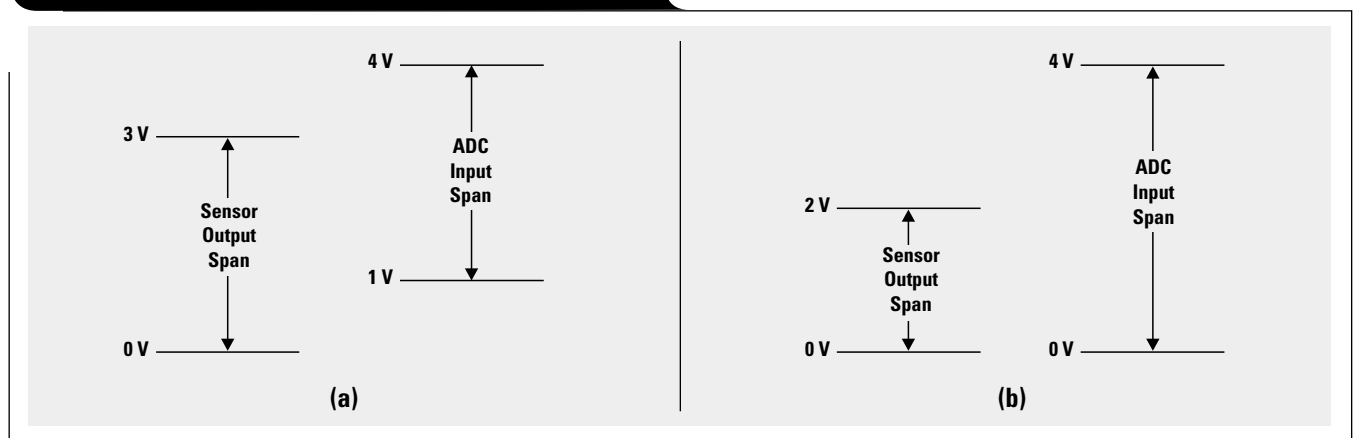 3 V
Sensor
Output
Span
0 V
4 V
ADC
Input
Span
1 V
(a)
2 V
Sensor
Output
Span
0 V
4 V
ADC
Input
Span
0 V
(b)